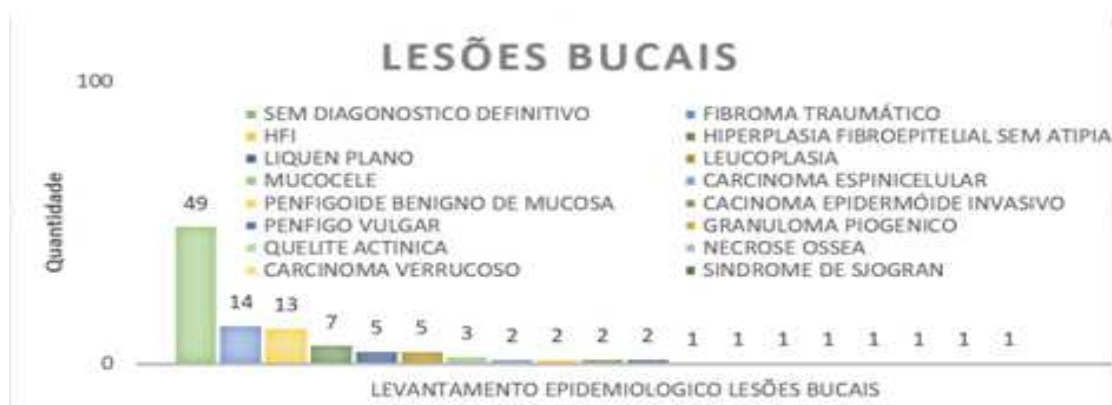 LESÕES BUCAIS
100
SEM DIAGONOSTICO DEFINITIVO FIBROMA TRAUMÁTICO
HFI HIPERPLASIA FIBROEPITELIAL SEM ATIPIA
LIQUEN PLANO LEUCOPLASIA
MUCOCELE CARCINOMA ESPINICELULAR
PENFIGOIDE BENIGNO DE MUCOSA CACINOMA EPIDERMÓIDE INVASIVO
PENFIGO VULGAR GRANULOMA PIOGENICO
QUELITE ACTINICA NECROSE OSSEA
CARCINOMA VERRUCOSO SINDROME DE SJOGRAN
Quantidade
49
14 13 7 5 5 3 2 2 2 2 1 1 1 1 1 1 1 1
0
LEVANTAMENTO EPIDEMIOLOGICO LESÕES BUCAIS